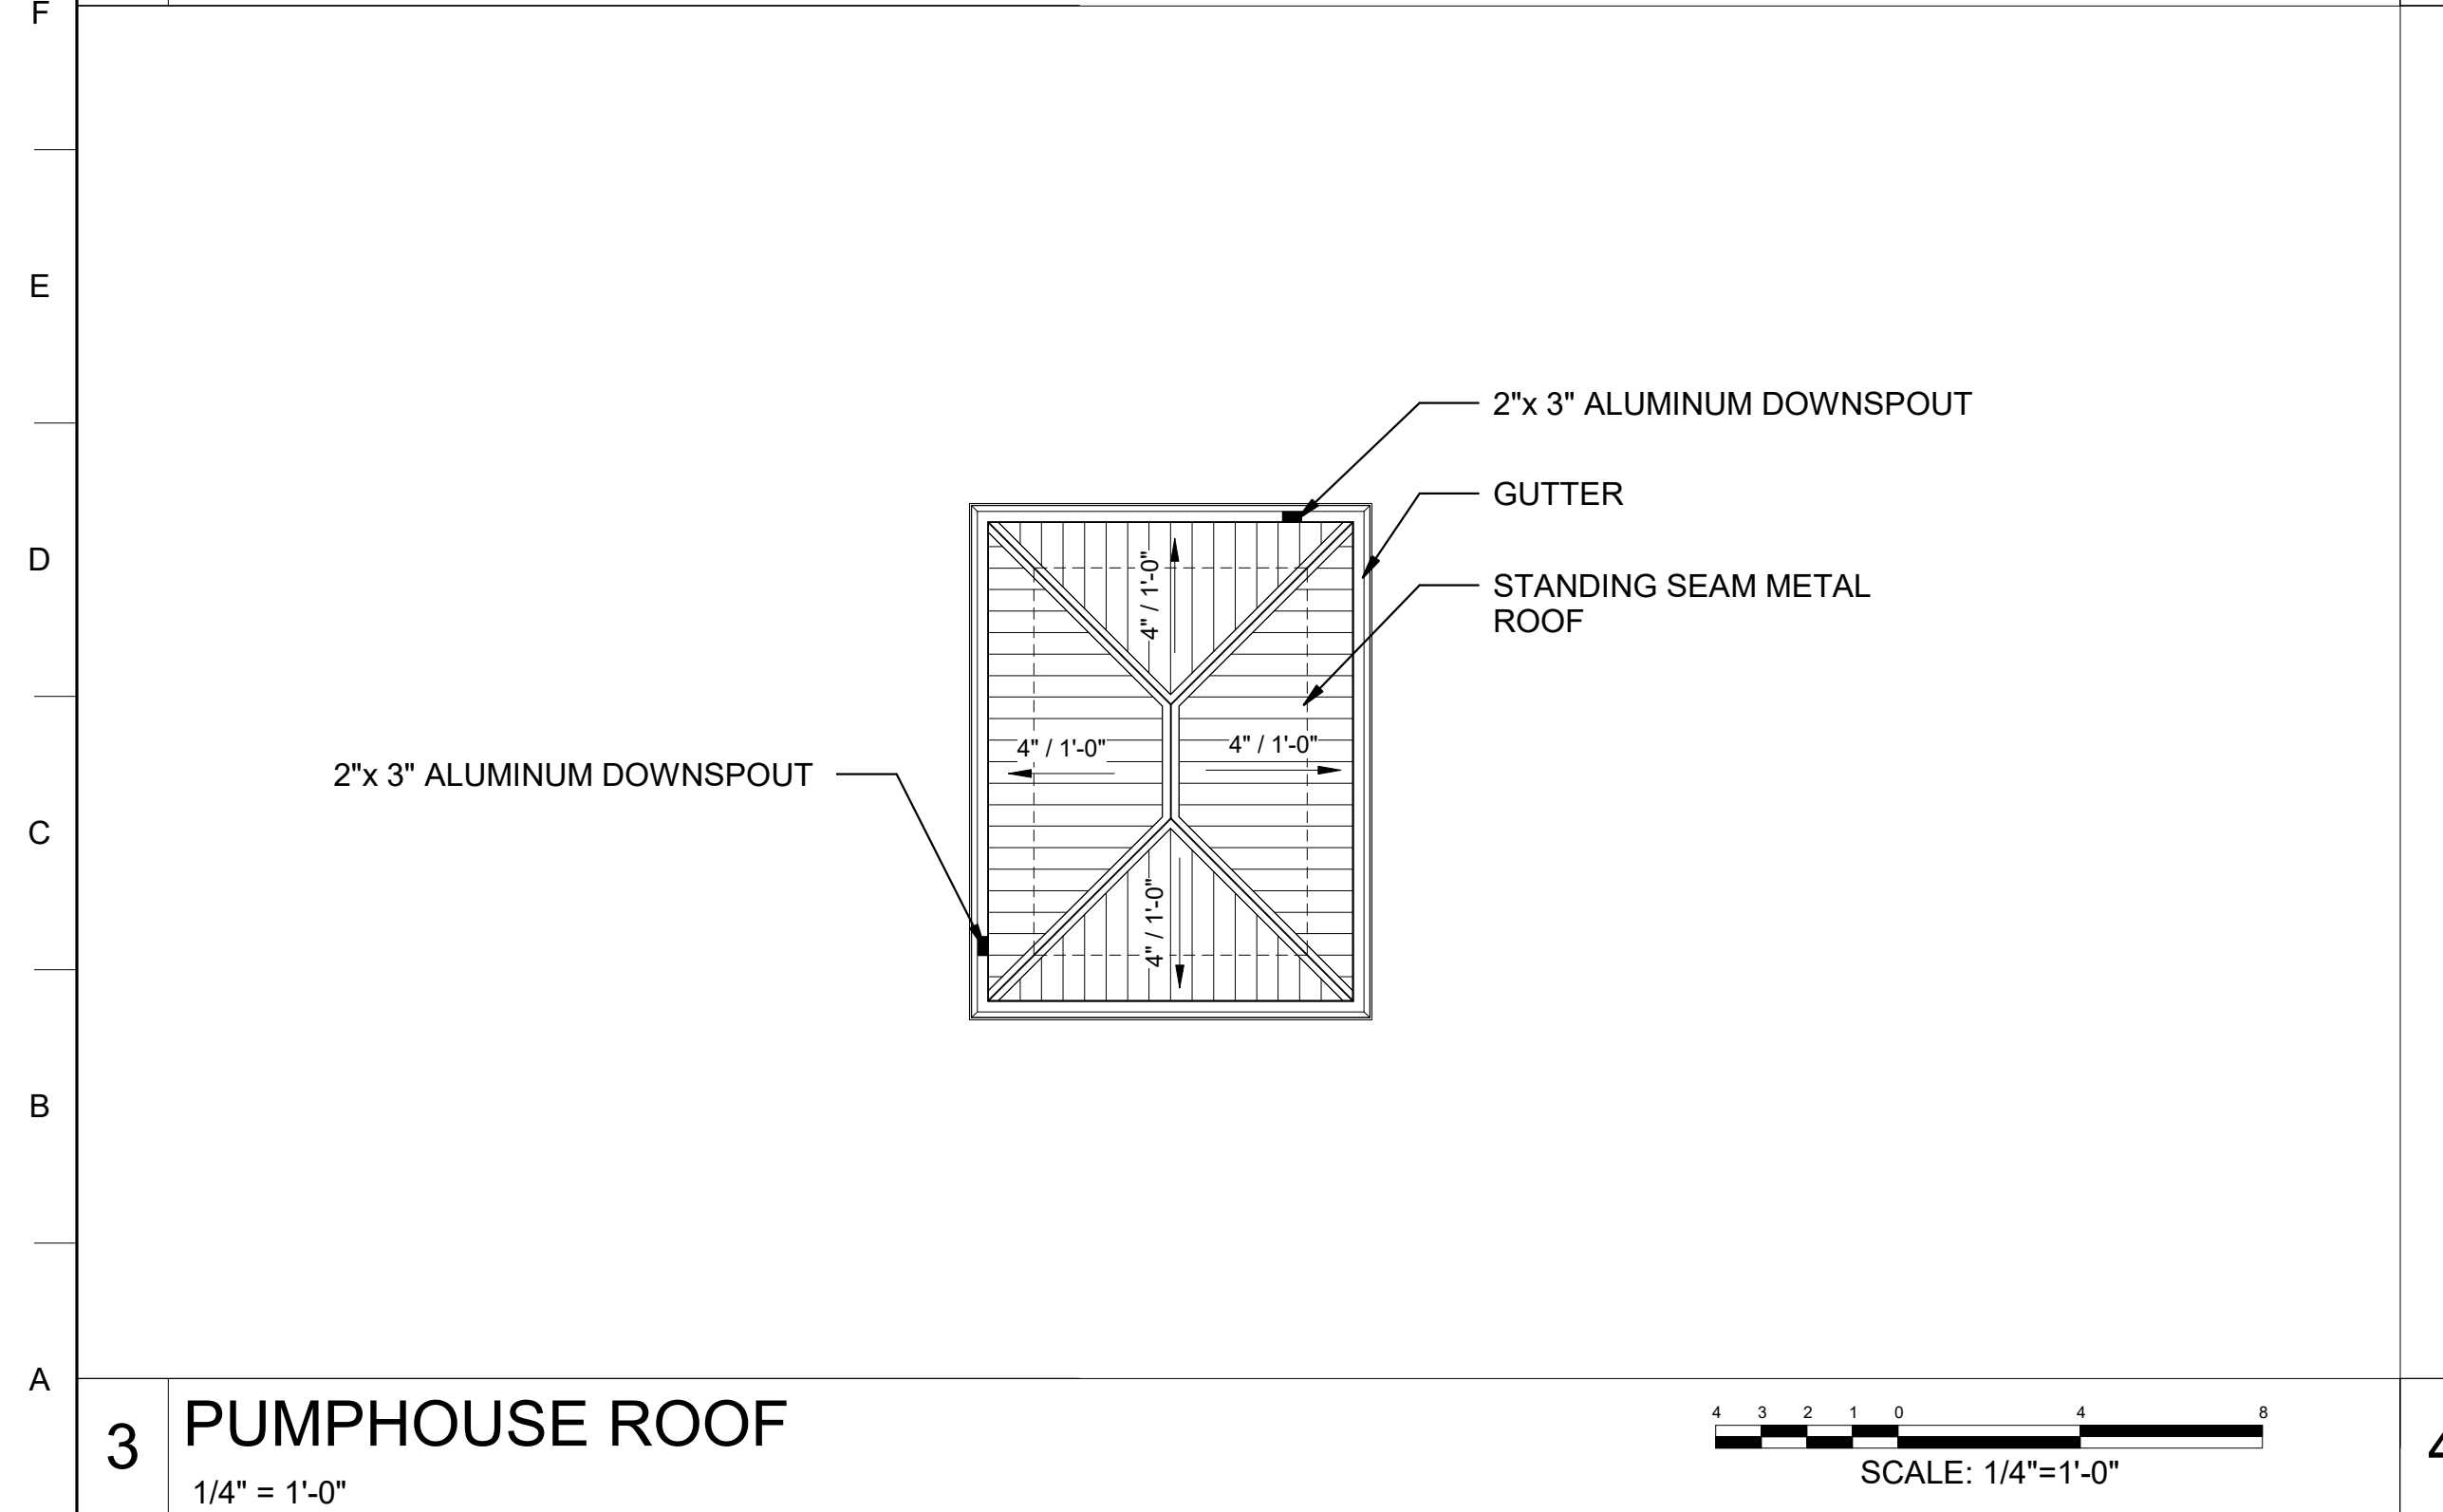 F
E
D
C
B
A
2"x 3" ALUMINUM DOWNSPOUT
GUTTER
STANDING SEAM METAL
ROOF
4" / 1'-0"
4" / 1'-0"
4" / 1'-0"
2"x 3" ALUMINUM DOWNSPOUT
4" / 1'-0"
3
PUMPHOUSE ROOF
1/4" = 1'-0"
4 3 2 1 0 4 8
SCALE: 1/4"=1'-0"